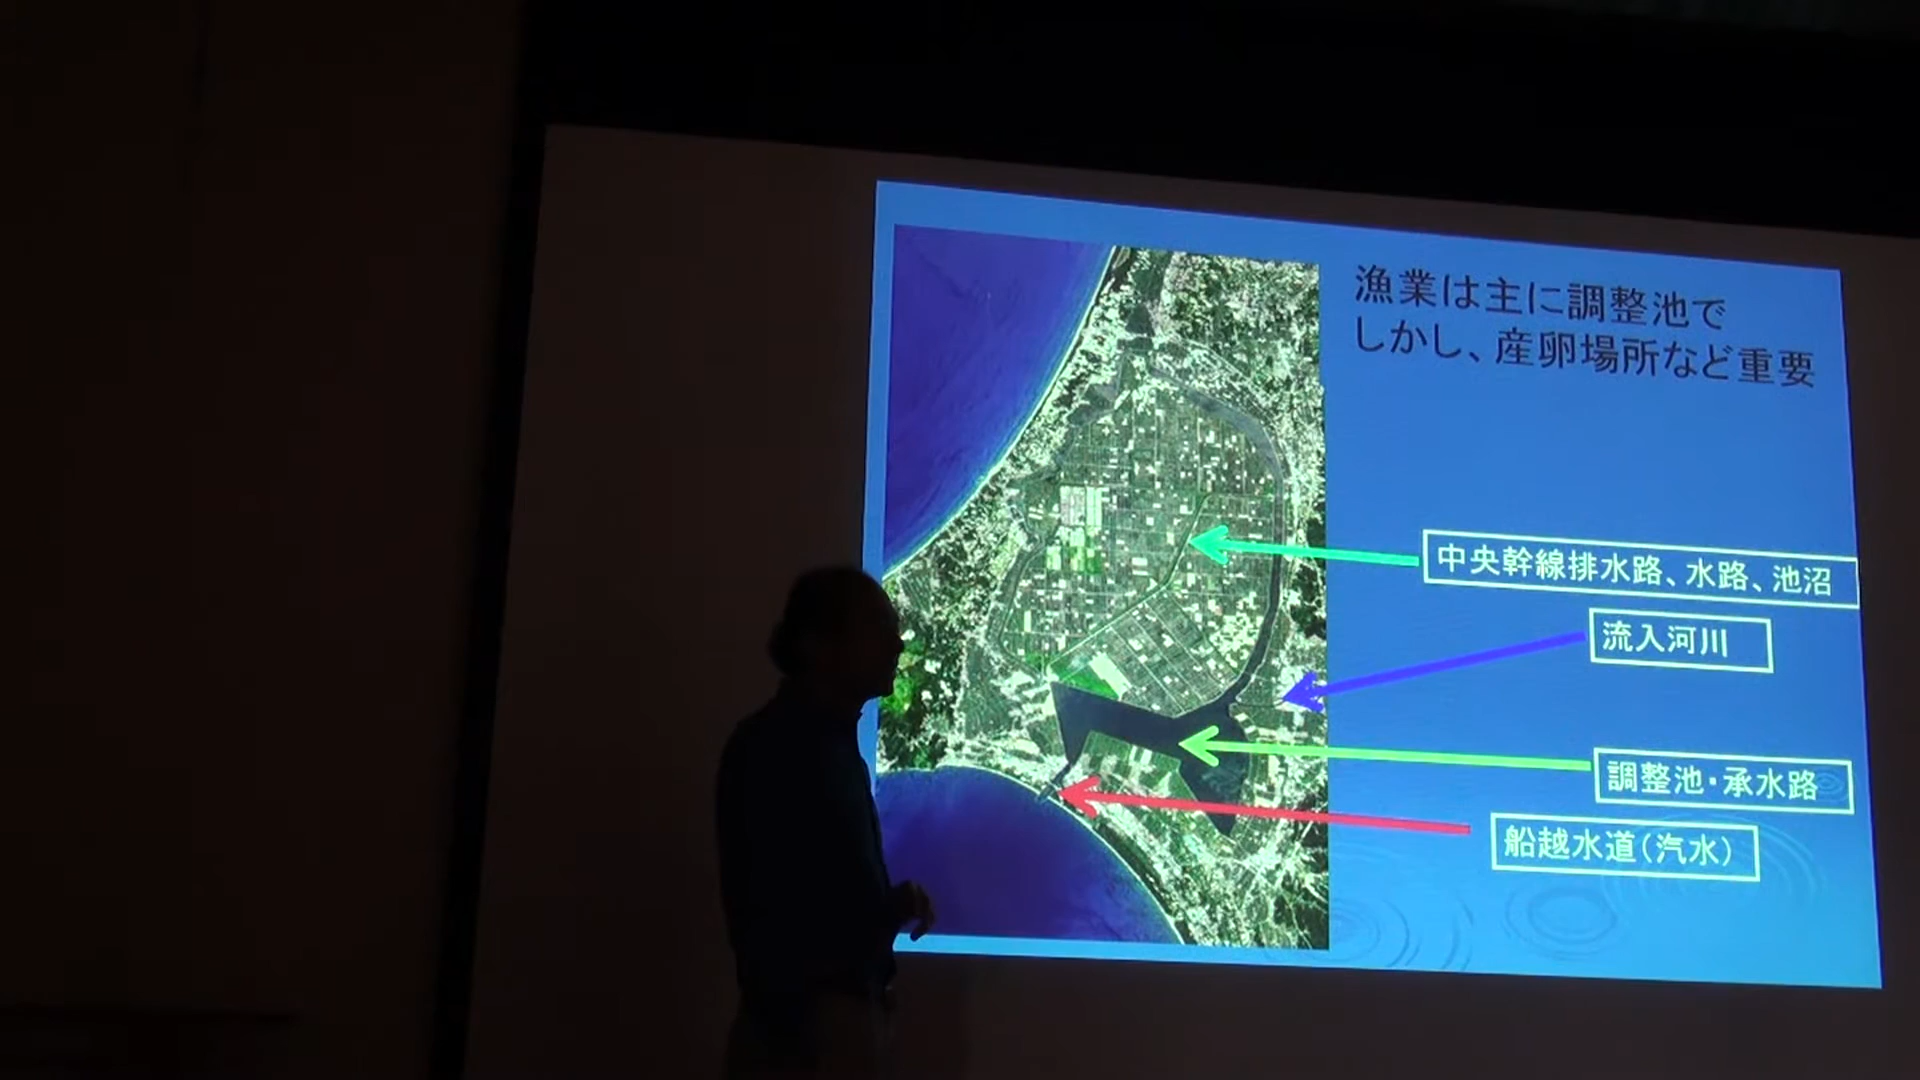 漁業は主に調整池で
しかし、産卵場所など重要
中央幹線排水路、水路、池沼
流入河川
調整池・承水路
船越水道(汽水)